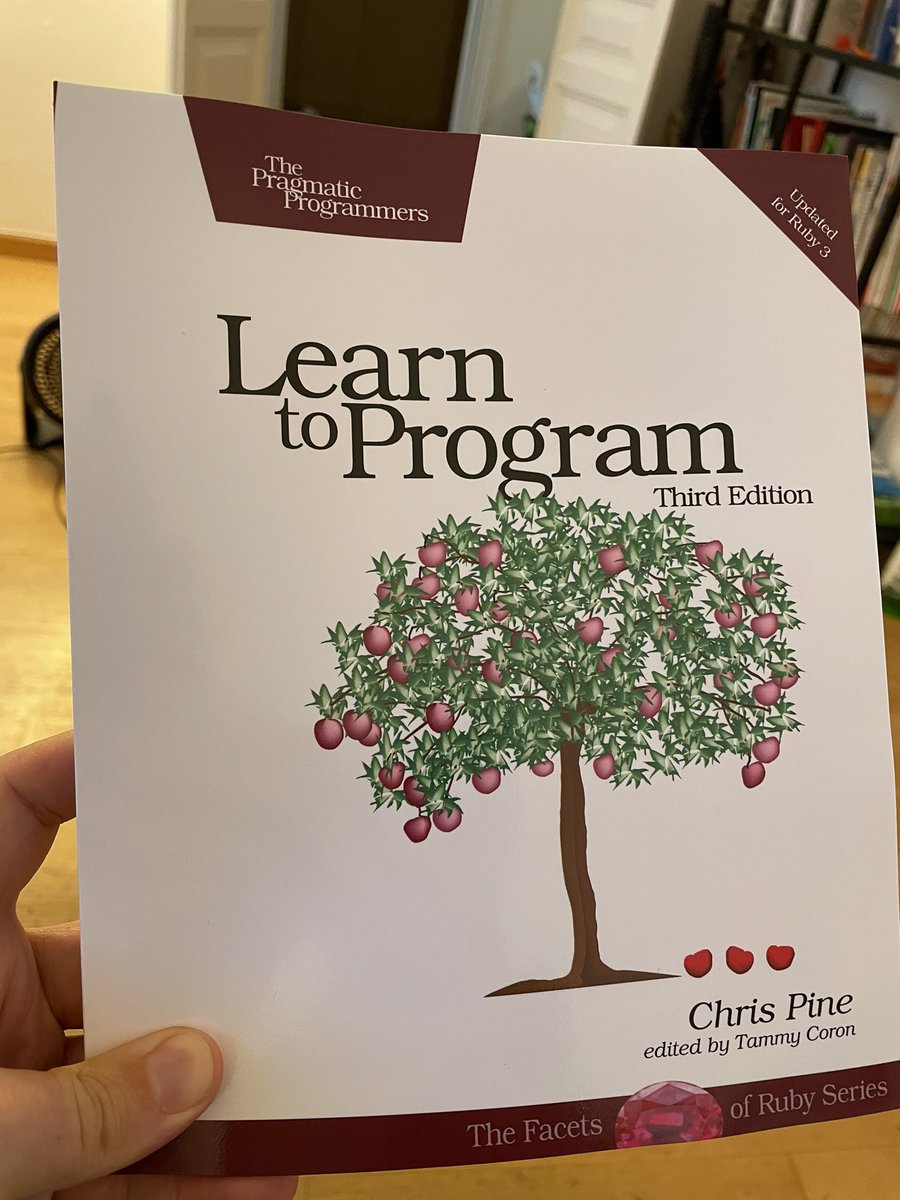 The
Pragmatic
Programmers
Updated
for Ruby 3
Learn
to Program
Third Edition
Chris Pine
edited by Tammy Coron
The Facets of Ruby Series